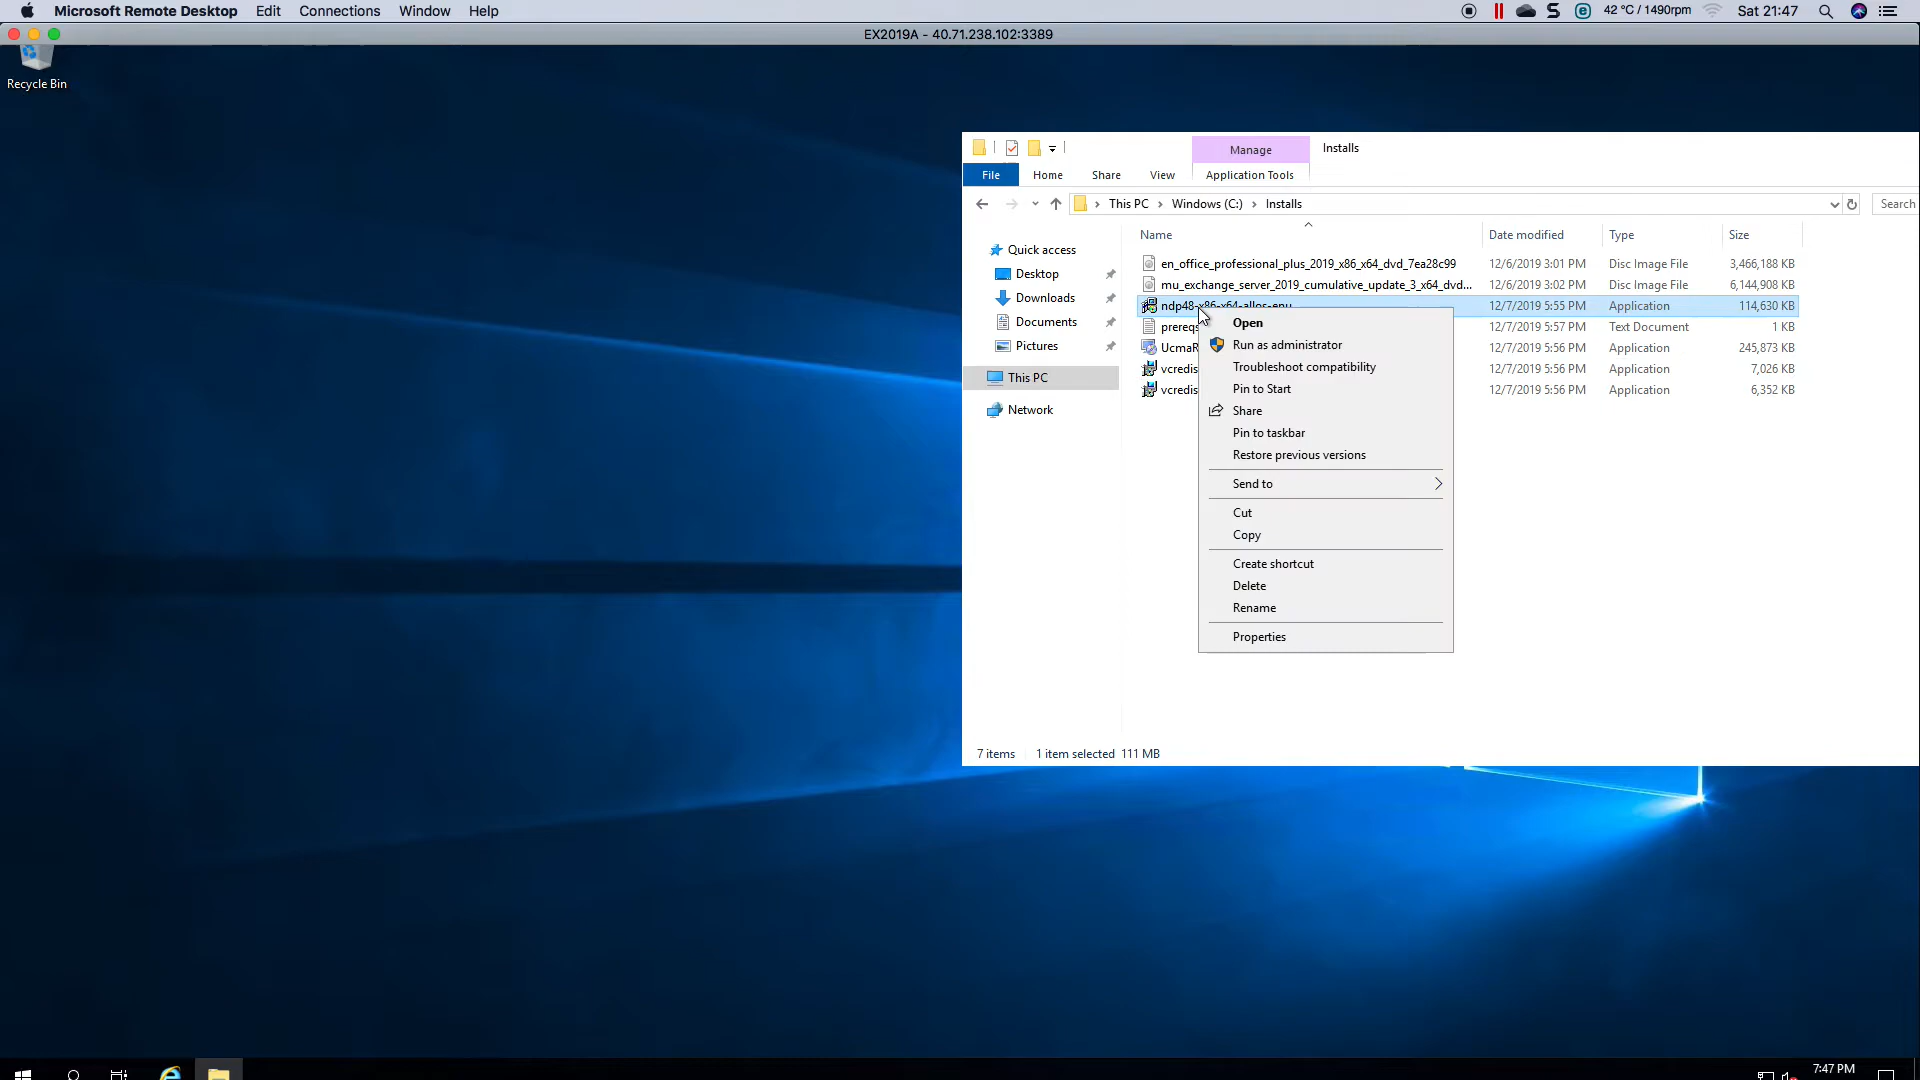 Microsoft Remote Desktop Edit Connections Window Help
42 °C / 1490rpm Sat 21:47
EX2019A - 40.71.238.102:3389
Recycle Bin
Manage Installs
File Home Share View Application Tools
This PC Windows (C:) Installs Search
Name Date modified Type Size
Quick access
Desktop
Downloads
Documents
Pictures
This PC
Network
en_office_professional_plus_2019_x86_x64_dvd_7ea28c99 12/6/2019 3:01 PM Disc Image File 3,466,188 KB
mu_exchange_server_2019_cumulative_update_3_x64_dvd... 12/6/2019 3:02 PM Disc Image File 6,144,908 KB
ndp48-x86-x64-allos-enu 12/7/2019 5:55 PM Application 114,630 KB
prereqs 12/7/2019 5:57 PM Text Document 1 KB
UcmaR 12/7/2019 5:56 PM Application 245,873 KB
vcredis 12/7/2019 5:56 PM Application 7,026 KB
vcredis 12/7/2019 5:56 PM Application 6,352 KB
Open
Run as administrator
Troubleshoot compatibility
Pin to Start
Share
Pin to taskbar
Restore previous versions
Send to
Cut
Copy
Create shortcut
Delete
Rename
Properties
7 items 1 item selected 111 MB
7:47 PM